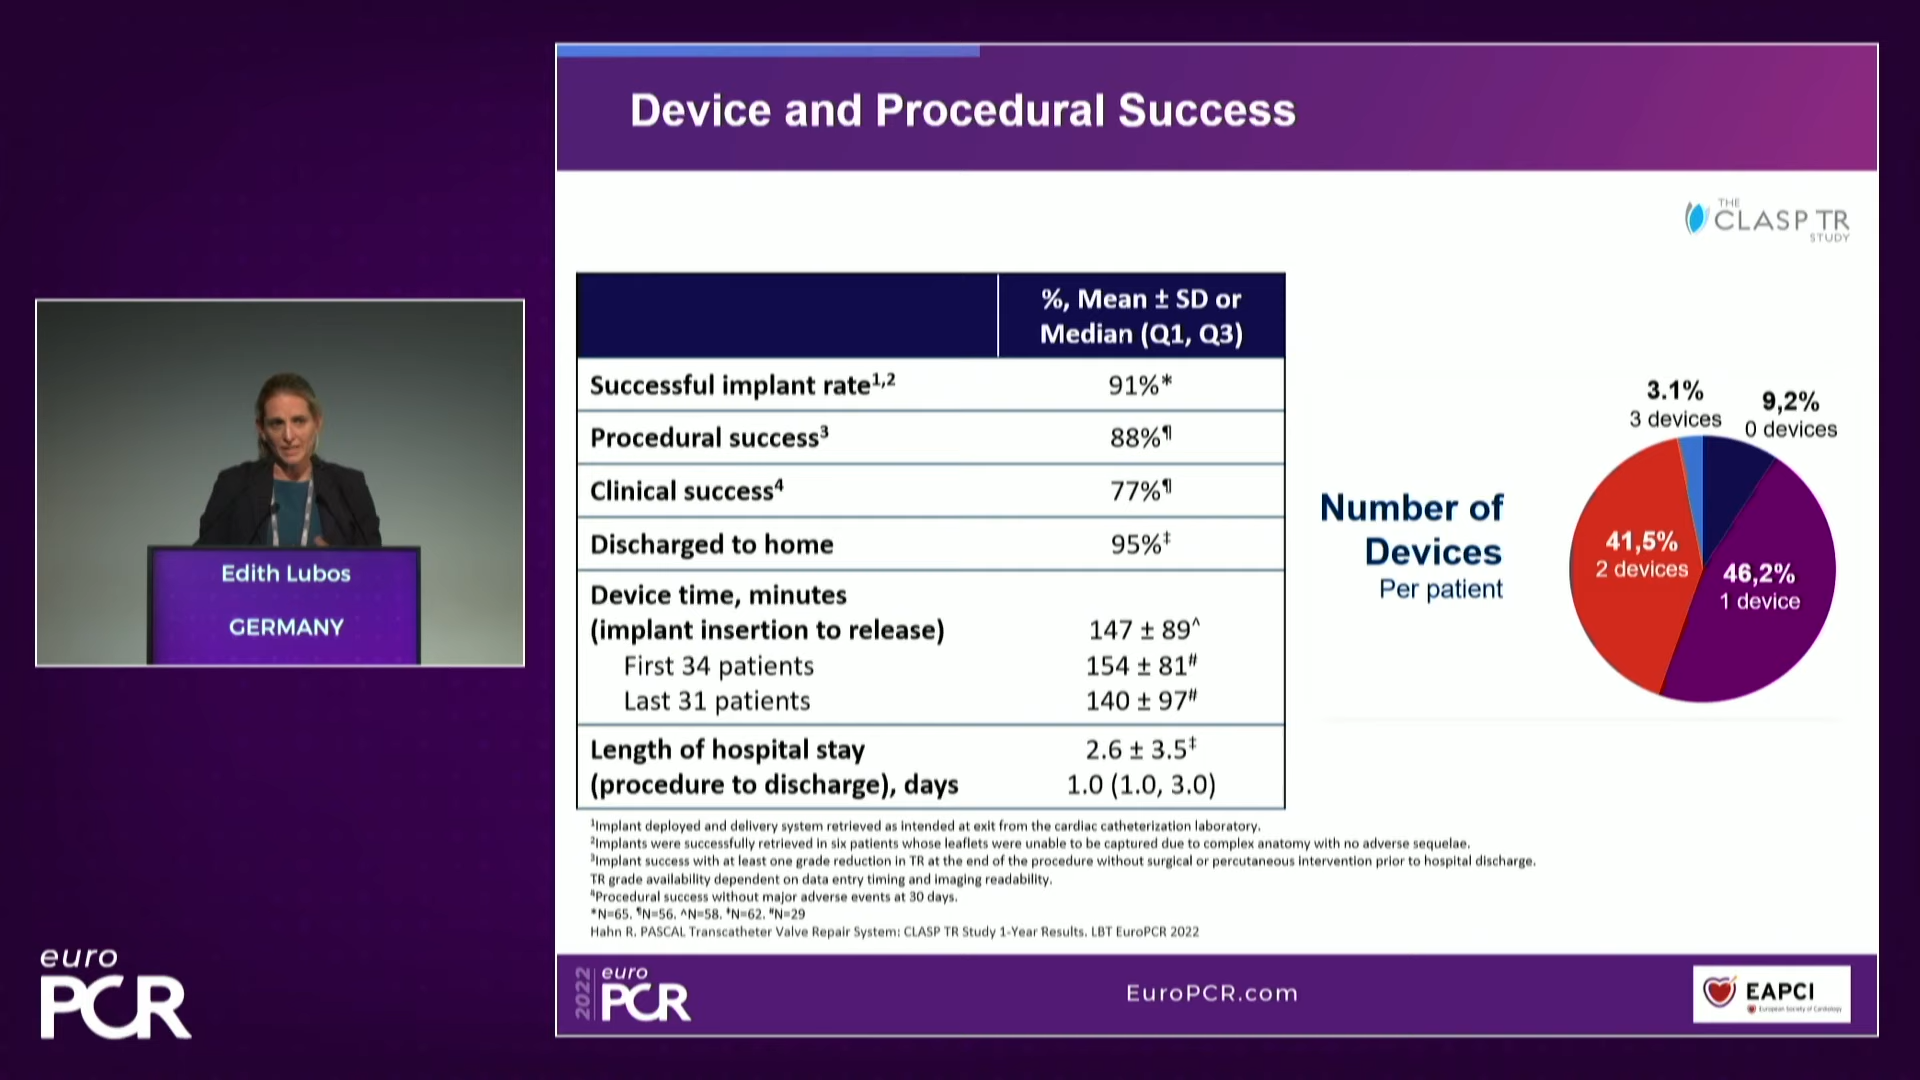 Device and Procedural Success
THE
CLASP TR
STUDY
%, Mean ± SD or
Median (Q1, Q3)
Successful implant rate¹,²
91%*
Procedural success³
88%¶
Clinical success⁴
77%¶
Discharged to home
95%‡
Device time, minutes
(implant insertion to release)
147 ± 89^
First 34 patients
154 ± 81#
Last 31 patients
140 ± 97#
Length of hospital stay
2.6 ± 3.5‡
(procedure to discharge), days
1.0 (1.0, 3.0)
Number of
Devices
Per patient
3.1%
3 devices
9,2%
0 devices
41,5%
2 devices
46,2%
1 device
¹Implant deployed and delivery system retrieved as intended at exit from the cardiac catheterization laboratory.
²Implants were successfully retrieved in six patients whose leaflets were unable to be captured due to complex anatomy with no adverse sequelae.
³Implant success with at least one grade reduction in TR at the end of the procedure without surgical or percutaneous intervention prior to hospital discharge.
TR grade availability dependent on data entry timing and imaging readability.
⁴Procedural success without major adverse events at 30 days.
*N=65. ¶N=56. ^N=58. ‡N=62. #N=29
Hahn R. PASCAL Transcatheter Valve Repair System: CLASP TR Study 1-Year Results. LBT EuroPCR 2022
Edith Lubos
GERMANY
euro
PCR
2022
euro
PCR
EuroPCR.com
EAPCI
European Society of Cardiology